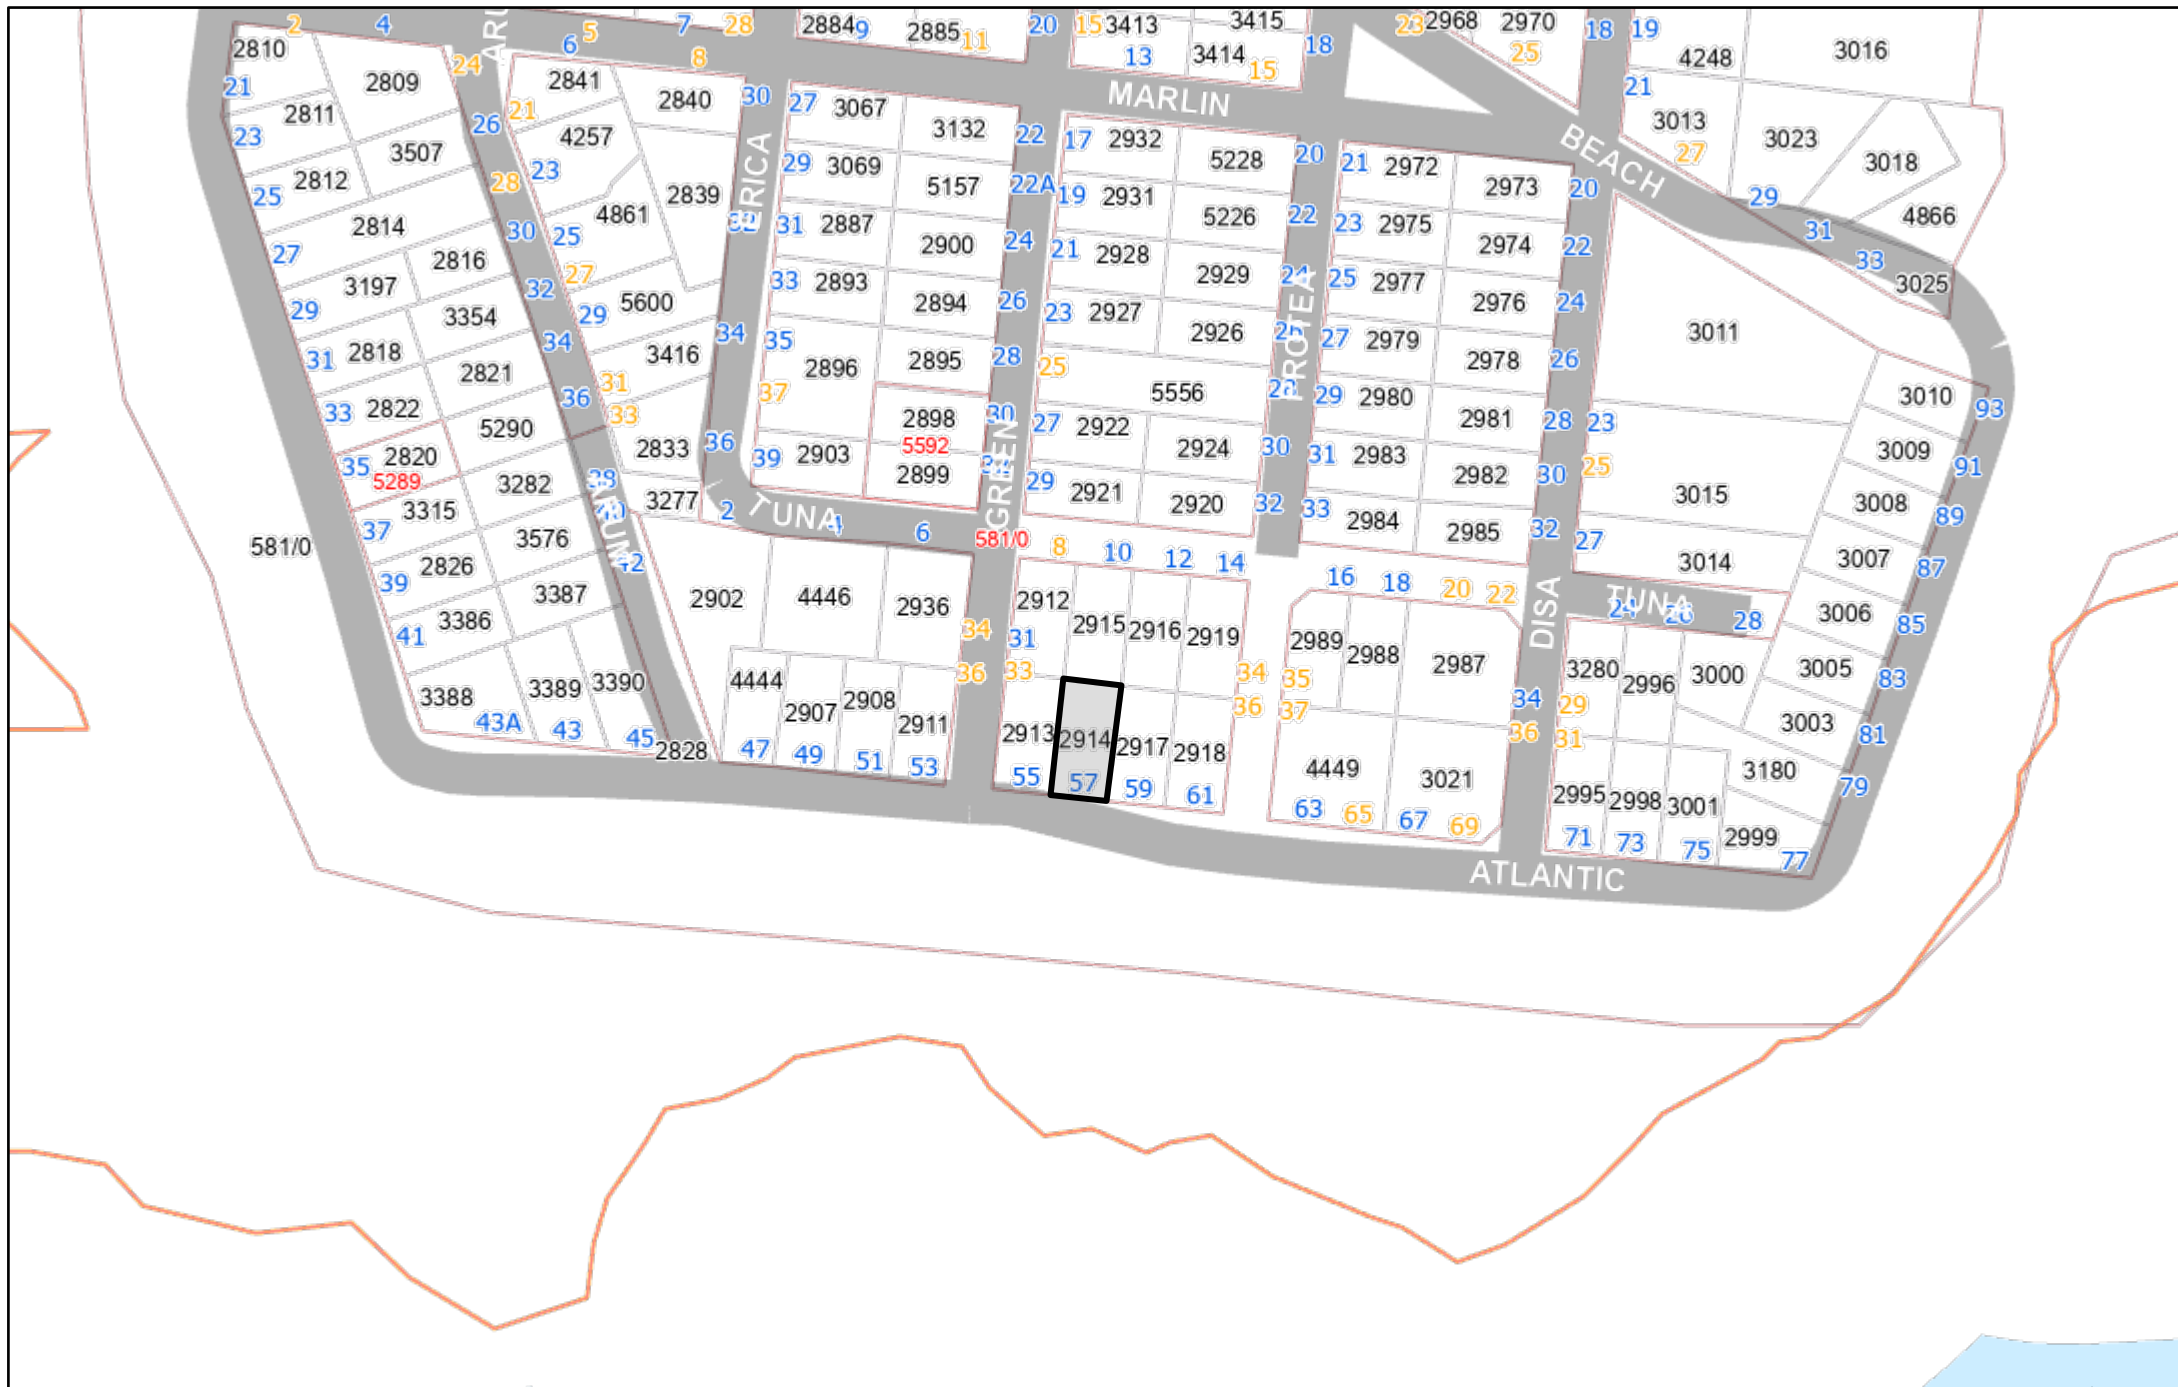 2 4 5 7 28 2884 9 2885 11 20 15 3413 3415 23 2968 2970 18 19
2810 24 6 8 13 3414 15 18 25 4248 3016
21 2809 2841 2840 30 27 3067 MARLIN 21
23 2811 26 21 4257 3132 22 17 2932 BEACH 3013 3023
3507 23 29 3069 5228 20 21 2972 27 3018
25 2812 28 2839 ERICA 5157 22A 19 2931 2973 20 29
2814 4861 32 31 2887 5226 22 23 2975 4866
27 30 25 2900 24 21 2928 2974 22 31
3197 2816 27 33 2893 2929 24 25 2977 33
29 32 29 5600 2894 26 23 2927 2976 24 3025
3354 34 34 35 2926 PROTEA 27 2979 3011
31 2818 2821 3416 2896 2895 28 25 2978 26
33 2822 36 31 37 5556 28 29 2980 3010 93
5290 33 2898 30 27 2922 2981 28 23
35 2820 2833 36 39 2903 5592 2924 30 31 2983 3009 91
5289 3282 38 2899 GREEN 29 2921 2982 30 25
37 3315 40 3277 2 TUNA 4 2920 32 33 2984 3015 3008 89
581/0 3576 6 581/0 8 10 12 14 2985 32 27
39 2826 42 3014 3007 87
3387 2902 4446 2936 2912 16 18 20 22 TUNA
41 3386 34 31 2915 2916 2919 2989 2988 DISA 24 26 28 3006 85
3388 3389 3390 4444 36 33 34 35 2987 3280 2996 3000 3005 83
43A 43 45 2828 2907 2908 2911 36 37 34 29 3003 81
47 49 51 53 2913 2914 2917 2918 4449 3021 36 31 3180 79
55 57 59 61 63 65 67 69 2995 2998 3001
71 73 75 2999 77
ATLANTIC